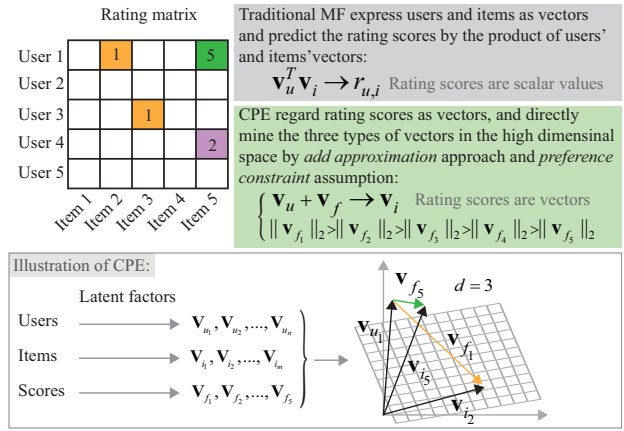 Rating matrix
User 1 1 5
User 2
User 3 1
User 4 2
User 5
Item 1 Item 2 Item 3 Item 4 Item 5
Traditional MF express users and items as vectors
and predict the rating scores by the product of users'
and items'vectors:
v_u^T v_i → r_{u,i} Rating scores are scalar values
CPE regard rating scores as vectors, and directly
mine the three types of vectors in the high dimensinal
space by add approximation approach and preference
constraint assumption:
v_u + v_f → v_i Rating scores are vectors
|| v_{f_1} ||_2 > || v_{f_2} ||_2 > || v_{f_3} ||_2 > || v_{f_4} ||_2 > || v_{f_5} ||_2
Illustration of CPE:
Latent factors
Users v_{u_1}, v_{u_2}, ..., v_{u_n}
Items v_{i_1}, v_{i_2}, ..., v_{i_m}
Scores v_{f_1}, v_{f_2}, ..., v_{f_5}
v_{f_5}
d = 3
v_{u_1}
v_{f_1}
v_{i_5}
v_{i_2}